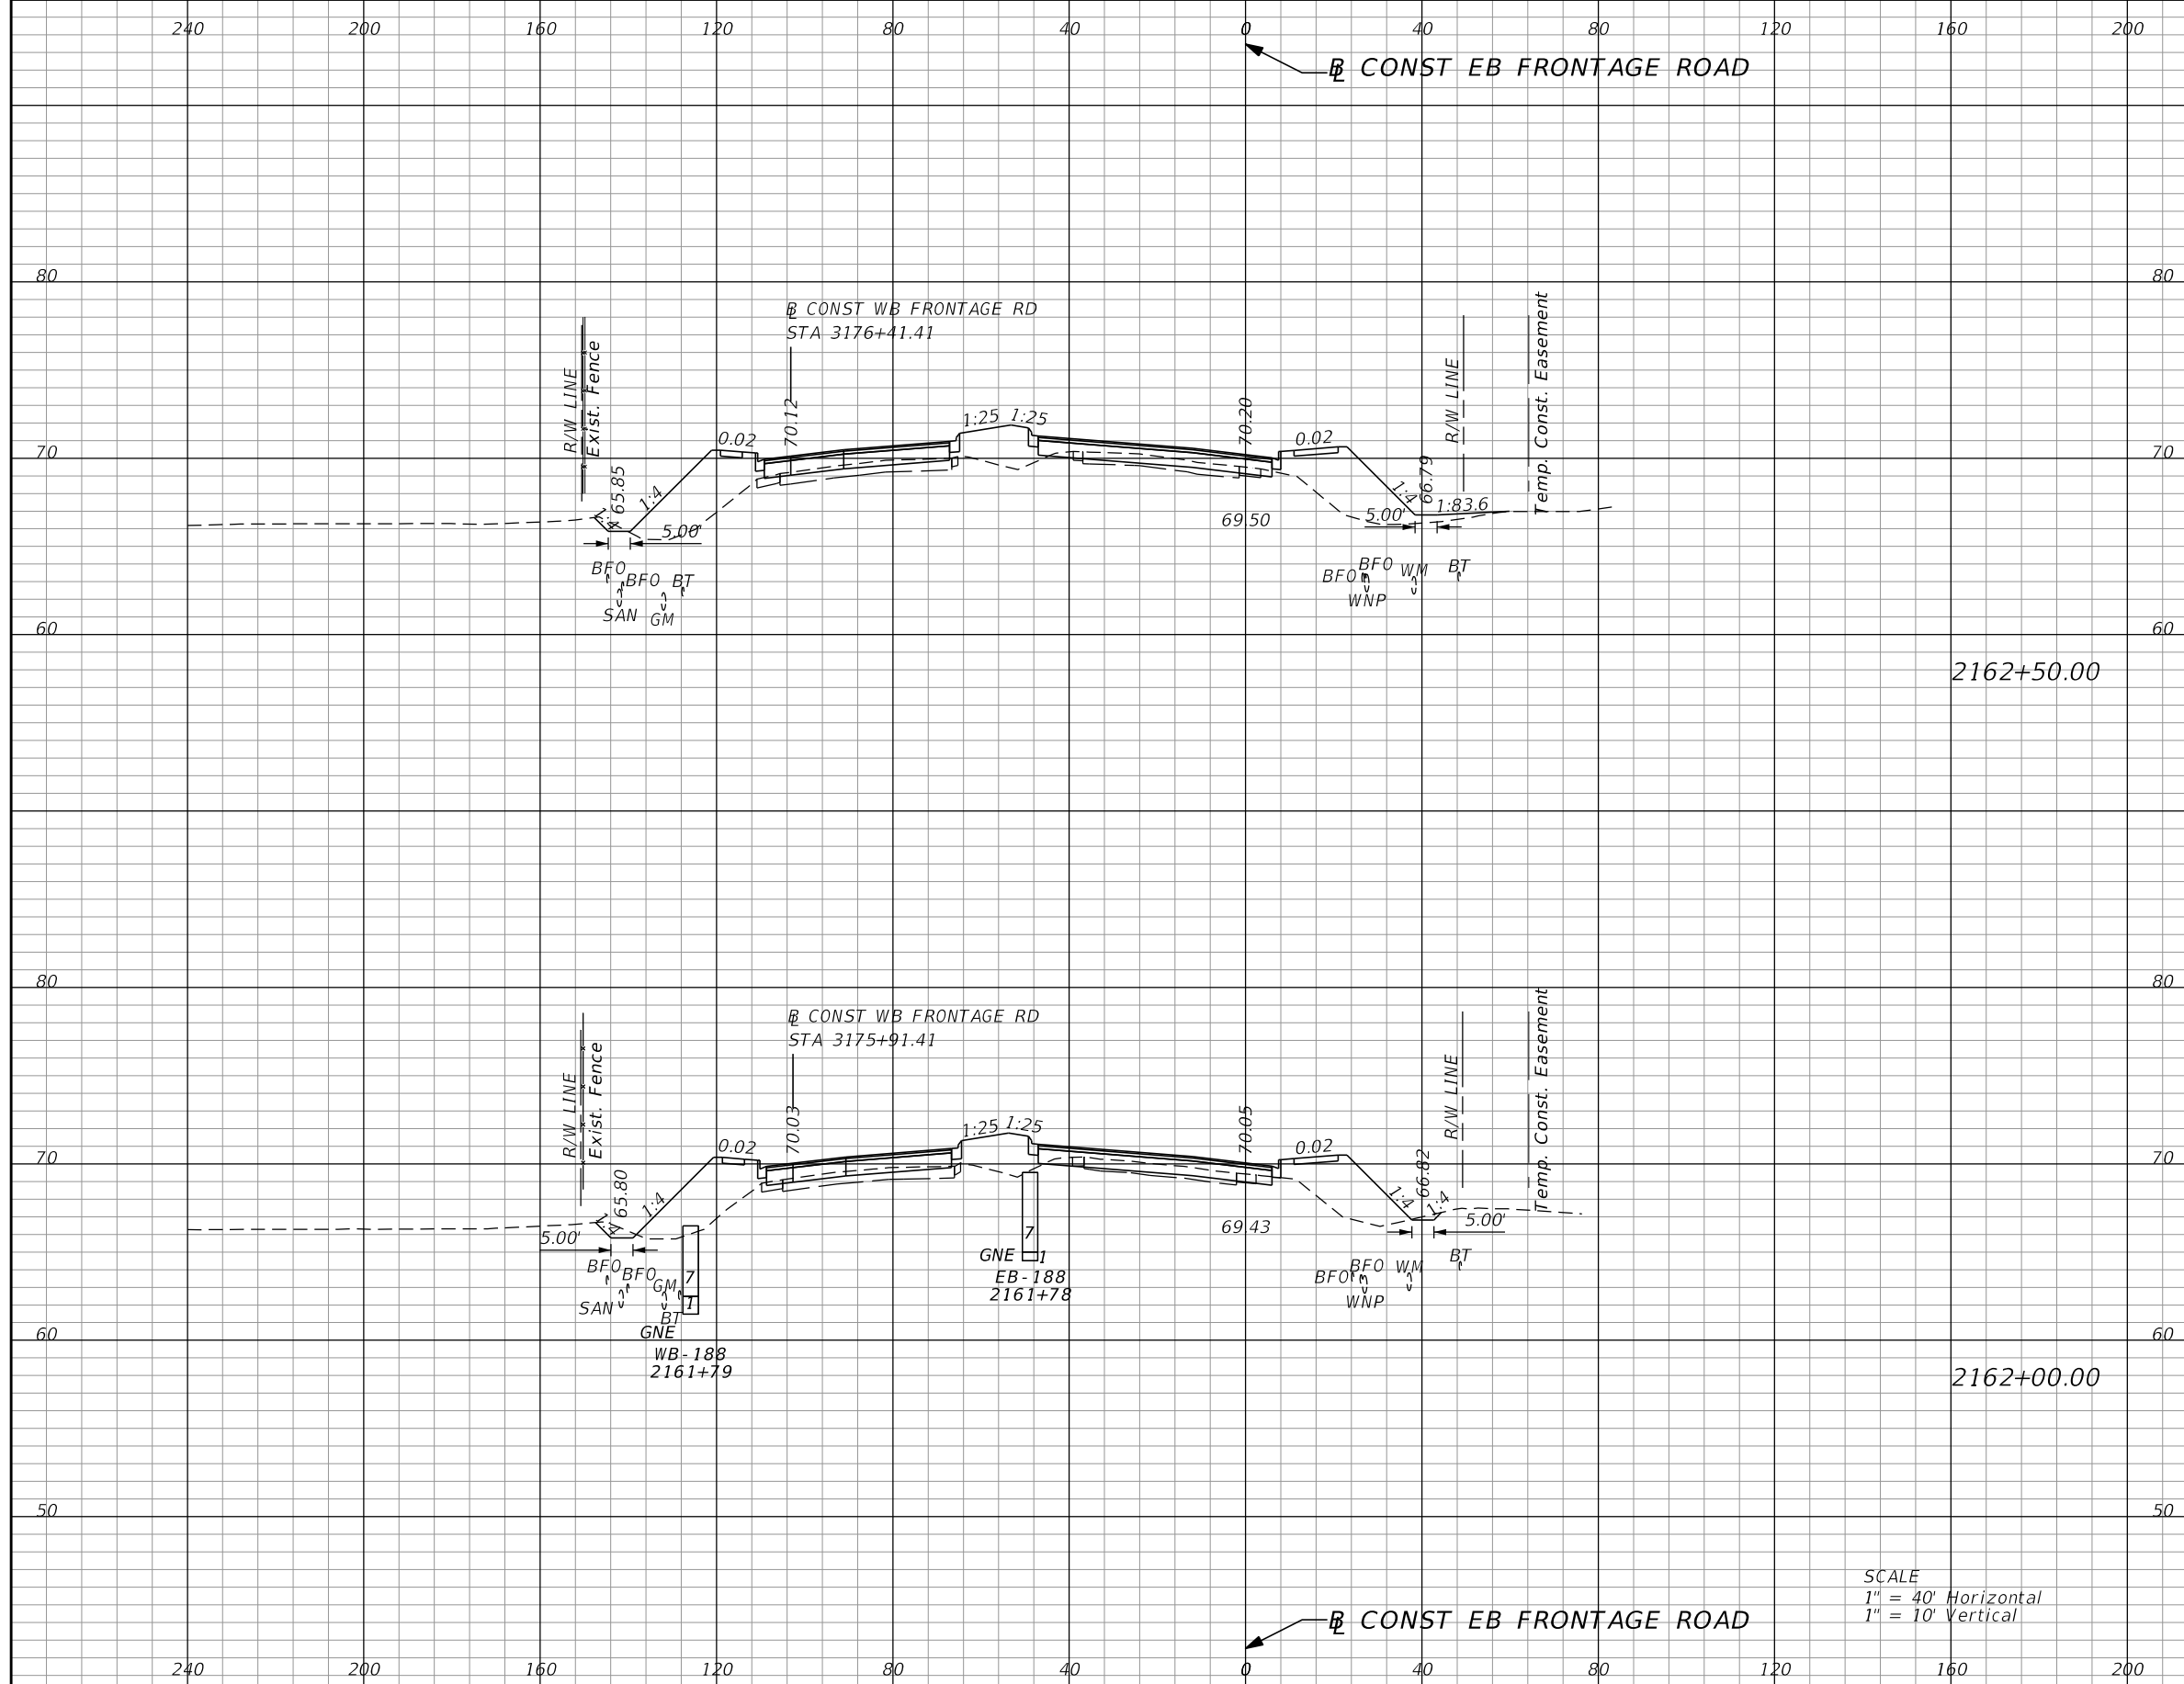 240 200 160 120 80 40 0 40 80 120 160 200
B̲L CONST EB FRONTAGE ROAD
80 80
BL CONST WB FRONTAGE RD
STA 3176+41.41
R/W LINE
Exist. Fence
R/W LINE
Temp. Const. Easement
0.02
70.12
1:25 1:25
70.20
0.02
70 70
65.85
1:4
1:4
1:4
66.79
1:83.6
5.00'
69.50
5.00'
BFO
BFO
BT
SAN
GM
BFO
BFO
WM
BT
WNP
60 60
2162+50.00
80 80
BL CONST WB FRONTAGE RD
STA 3175+91.41
R/W LINE
Exist. Fence
R/W LINE
Temp. Const. Easement
0.02
70.03
1:25 1:25
70.05
0.02
70 70
65.80
1:4
1:4
1:4
66.82
1:4
5.00'
69.43
5.00'
BFO
BFO
GM
SAN
BT
7
1
GNE
WB-188
2161+79
7
GNE 1
EB-188
2161+78
BFO
BFO
WM
BT
WNP
60 60
2162+00.00
50 50
SCALE
1" = 40' Horizontal
1" = 10' Vertical
BL CONST EB FRONTAGE ROAD
240 200 160 120 80 40 0 40 80 120 160 200